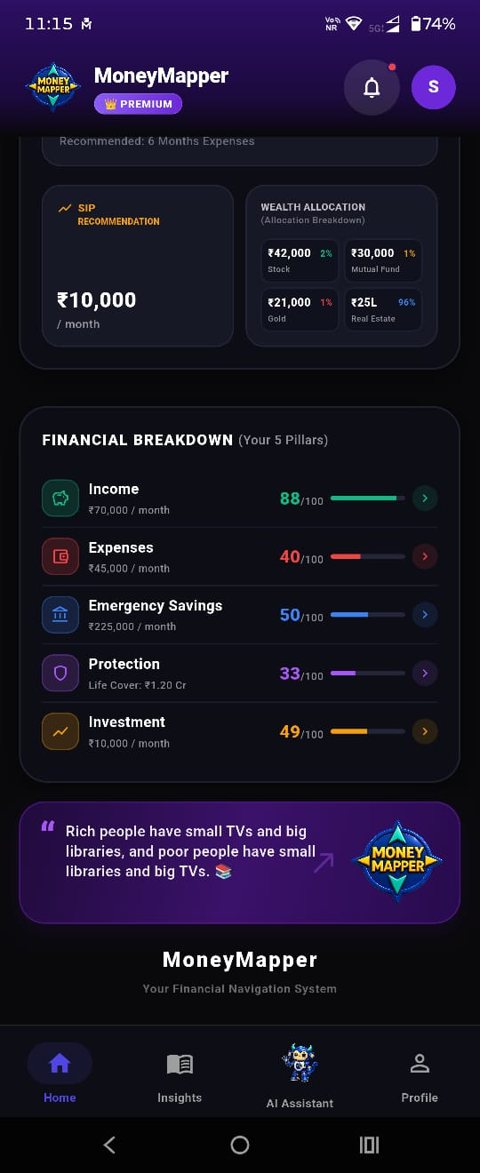 11:15
Vo)) NR
5G
74%
MONEY MAPPER
MoneyMapper
👑 PREMIUM
S
Recommended: 6 Months Expenses
SIP
RECOMMENDATION
₹10,000
/ month
WEALTH ALLOCATION
(Allocation Breakdown)
₹42,000 2%
Stock
₹30,000 1%
Mutual Fund
₹21,000 1%
Gold
₹25L 96%
Real Estate
FINANCIAL BREAKDOWN (Your 5 Pillars)
Income
₹70,000 / month
88/100
Expenses
₹45,000 / month
40/100
Emergency Savings
₹225,000 / month
50/100
Protection
Life Cover: ₹1.20 Cr
33/100
Investment
₹10,000 / month
49/100
“ Rich people have small TVs and big
libraries, and poor people have small
libraries and big TVs. 📚
MONEY
MAPPER
MoneyMapper
Your Financial Navigation System
Home
Insights
AI Assistant
Profile